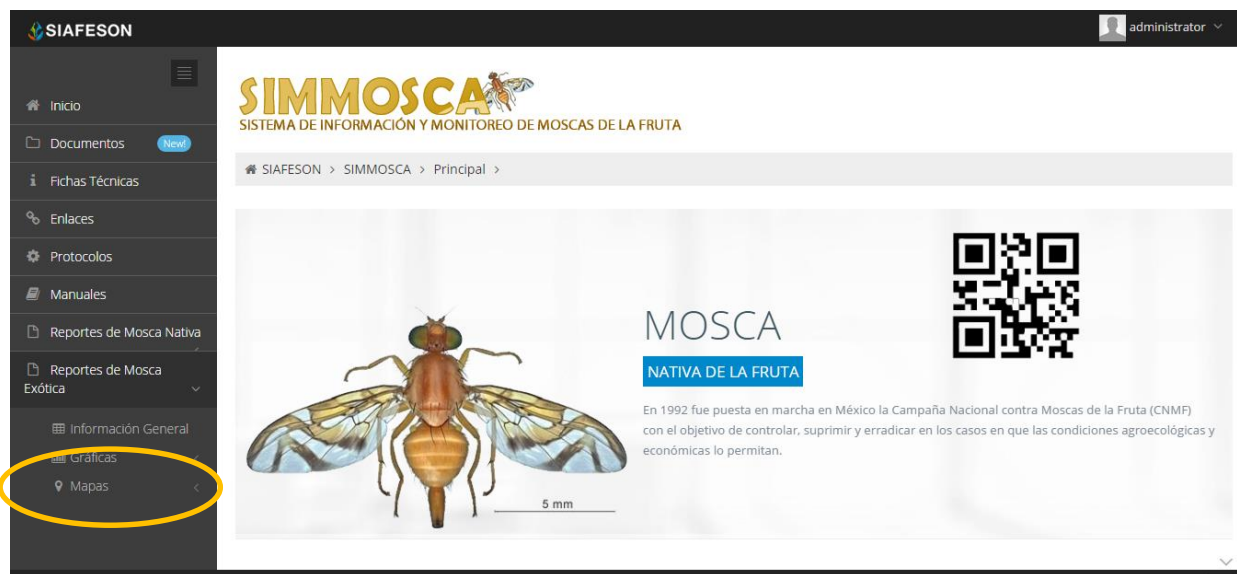 SIAFESON
administrator
Inicio
Documentos New!
Fichas Técnicas
Enlaces
Protocolos
Manuales
Reportes de Mosca Nativa
Reportes de Mosca
Exótica
Información General
Gráficas
Mapas
SIMMOSCA
SISTEMA DE INFORMACIÓN Y MONITOREO DE MOSCAS DE LA FRUTA
SIAFESON > SIMMOSCA > Principal >
MOSCA
NATIVA DE LA FRUTA
En 1992 fue puesta en marcha en México la Campaña Nacional contra Moscas de la Fruta (CNMF)
con el objetivo de controlar, suprimir y erradicar en los casos en que las condiciones agroecológicas y
económicas lo permitan.
5 mm